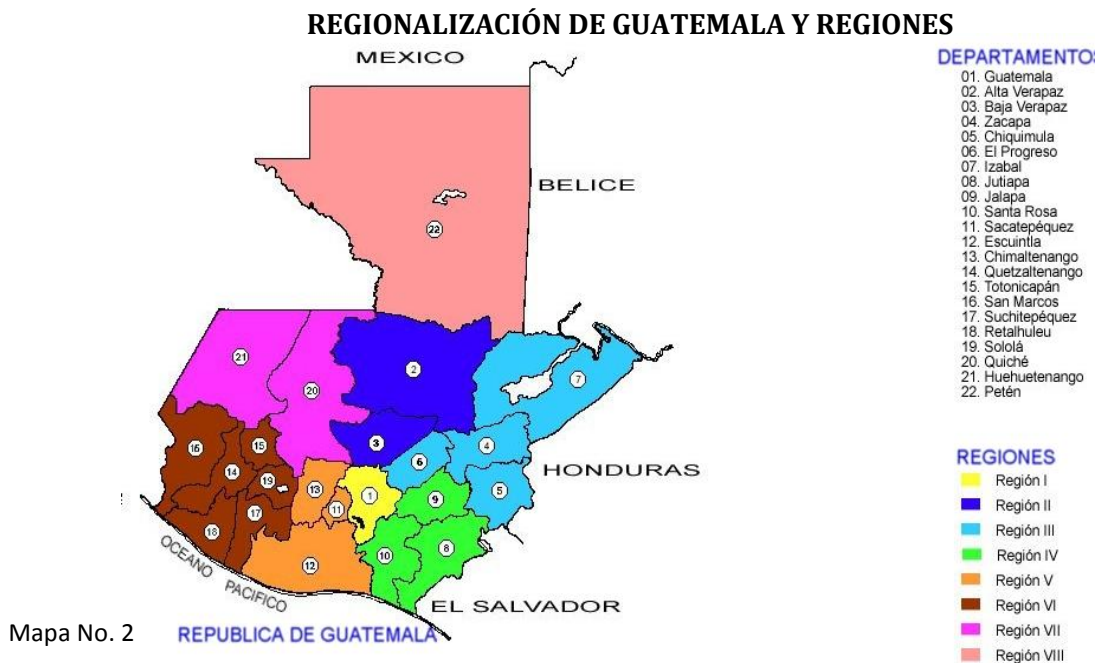 REGIONALIZACIÓN DE GUATEMALA Y REGIONES
MEXICO
BELICE
HONDURAS
EL SALVADOR
OCEANO PACIFICO
22
21
20
2
7
3
4
6
5
16
15
14
19
13
11
1
9
17
18
12
10
8
Mapa No. 2
REPUBLICA DE GUATEMALA
DEPARTAMENTOS
01. Guatemala
02. Alta Verapaz
03. Baja Verapaz
04. Zacapa
05. Chiquimula
06. El Progreso
07. Izabal
08. Jutiapa
09. Jalapa
10. Santa Rosa
11. Sacatepéquez
12. Escuintla
13. Chimaltenango
14. Quetzaltenango
15. Totonicapán
16. San Marcos
17. Suchitepéquez
18. Retalhuleu
19. Sololá
20. Quiché
21. Huehuetenango
22. Petén
REGIONES
Región I
Región II
Región III
Región IV
Región V
Región VI
Región VII
Región VIII